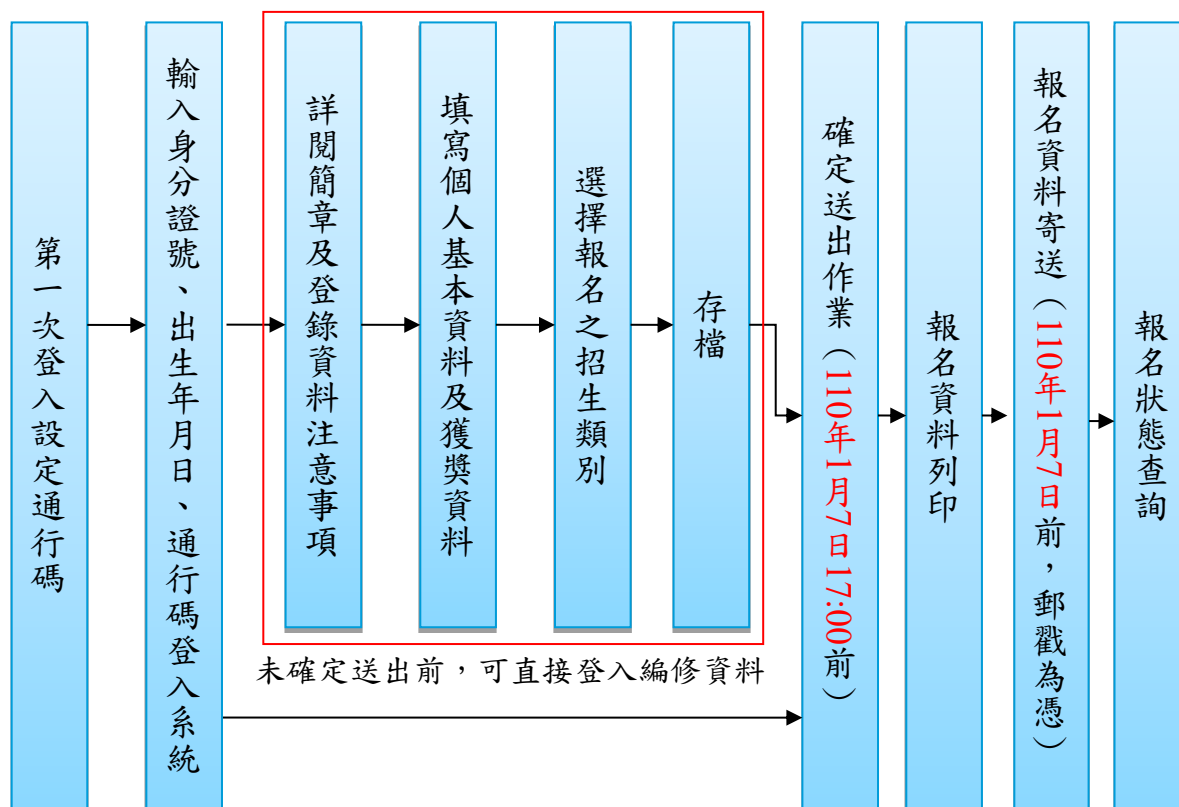 第一次登入設定通行碼
輸入身分證號、出生年月日、通行碼登入系統
詳閱簡章及登錄資料注意事項
填寫個人基本資料及獲獎資料
選擇報名之招生類別
存檔
未確定送出前，可直接登入編修資料
確定送出作業（110年1月7日17:00前）
報名資料列印
報名資料寄送（110年1月7日前，郵戳為憑）
報名狀態查詢